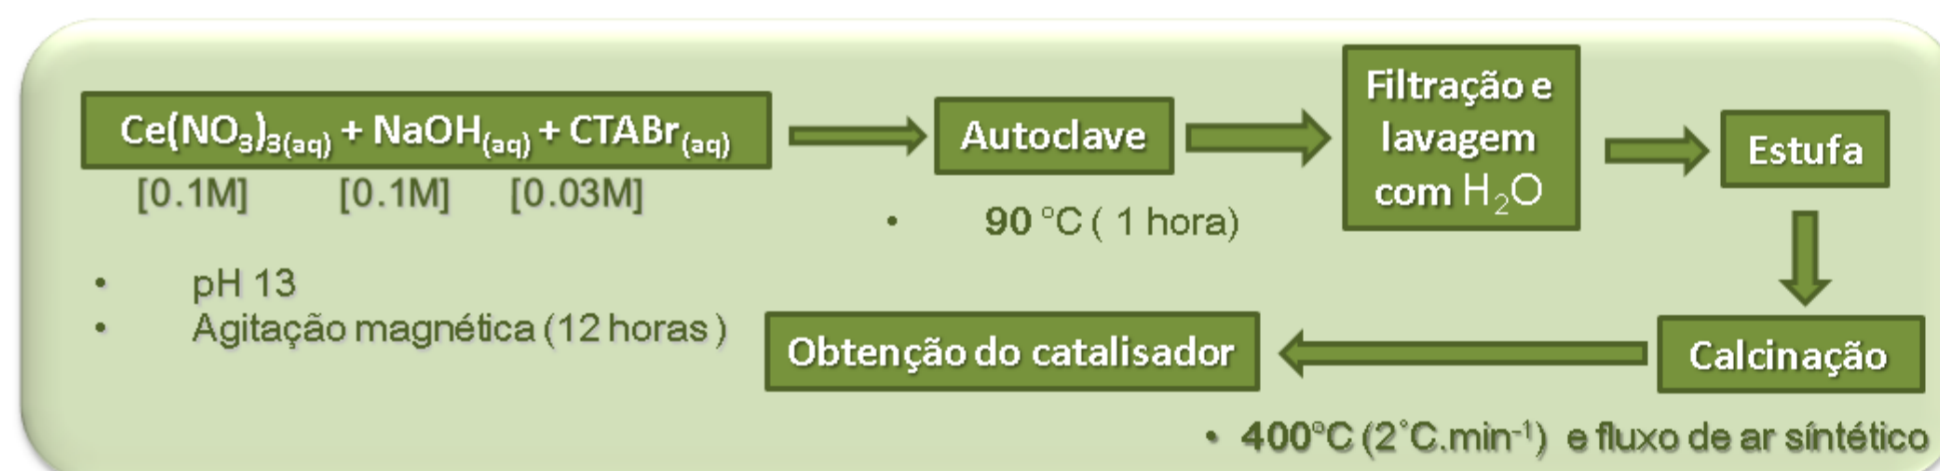 Ce(NO₃)₃(aq) + NaOH(aq) + CTABr(aq)
[0.1M] [0.1M] [0.03M]
• pH 13
• Agitação magnética (12 horas )
Autoclave
• 90 °C ( 1 hora)
Filtração e
lavagem
com H₂O
Estufa
Calcinação
• 400°C (2˚C.min⁻¹) e fluxo de ar síntético
Obtenção do catalisador